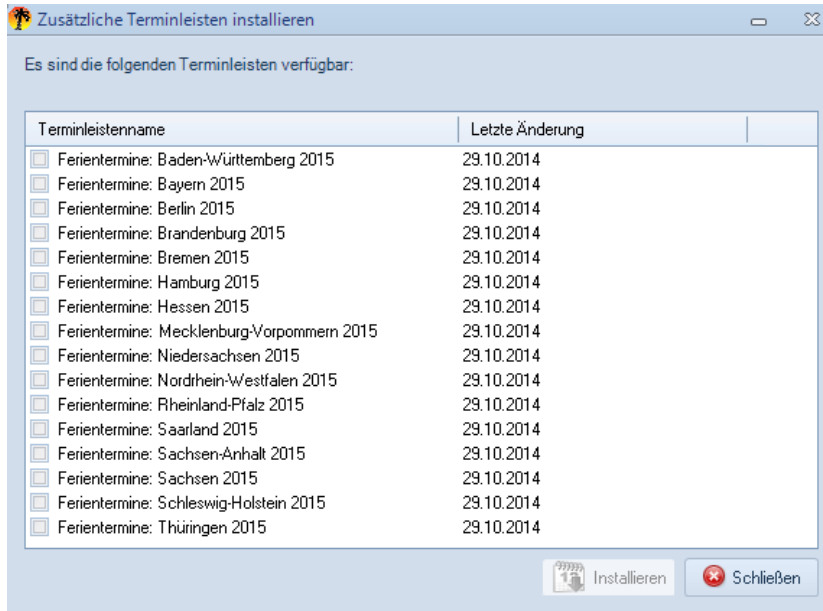 Zusätzliche Terminleisten installieren
Es sind die folgenden Terminleisten verfügbar:
Terminleistenname Letzte Änderung
Ferientermine: Baden-Württemberg 2015 29.10.2014
Ferientermine: Bayern 2015 29.10.2014
Ferientermine: Berlin 2015 29.10.2014
Ferientermine: Brandenburg 2015 29.10.2014
Ferientermine: Bremen 2015 29.10.2014
Ferientermine: Hamburg 2015 29.10.2014
Ferientermine: Hessen 2015 29.10.2014
Ferientermine: Mecklenburg-Vorpommern 2015 29.10.2014
Ferientermine: Niedersachsen 2015 29.10.2014
Ferientermine: Nordrhein-Westfalen 2015 29.10.2014
Ferientermine: Rheinland-Pfalz 2015 29.10.2014
Ferientermine: Saarland 2015 29.10.2014
Ferientermine: Sachsen-Anhalt 2015 29.10.2014
Ferientermine: Sachsen 2015 29.10.2014
Ferientermine: Schleswig-Holstein 2015 29.10.2014
Ferientermine: Thüringen 2015 29.10.2014
Installieren Schließen